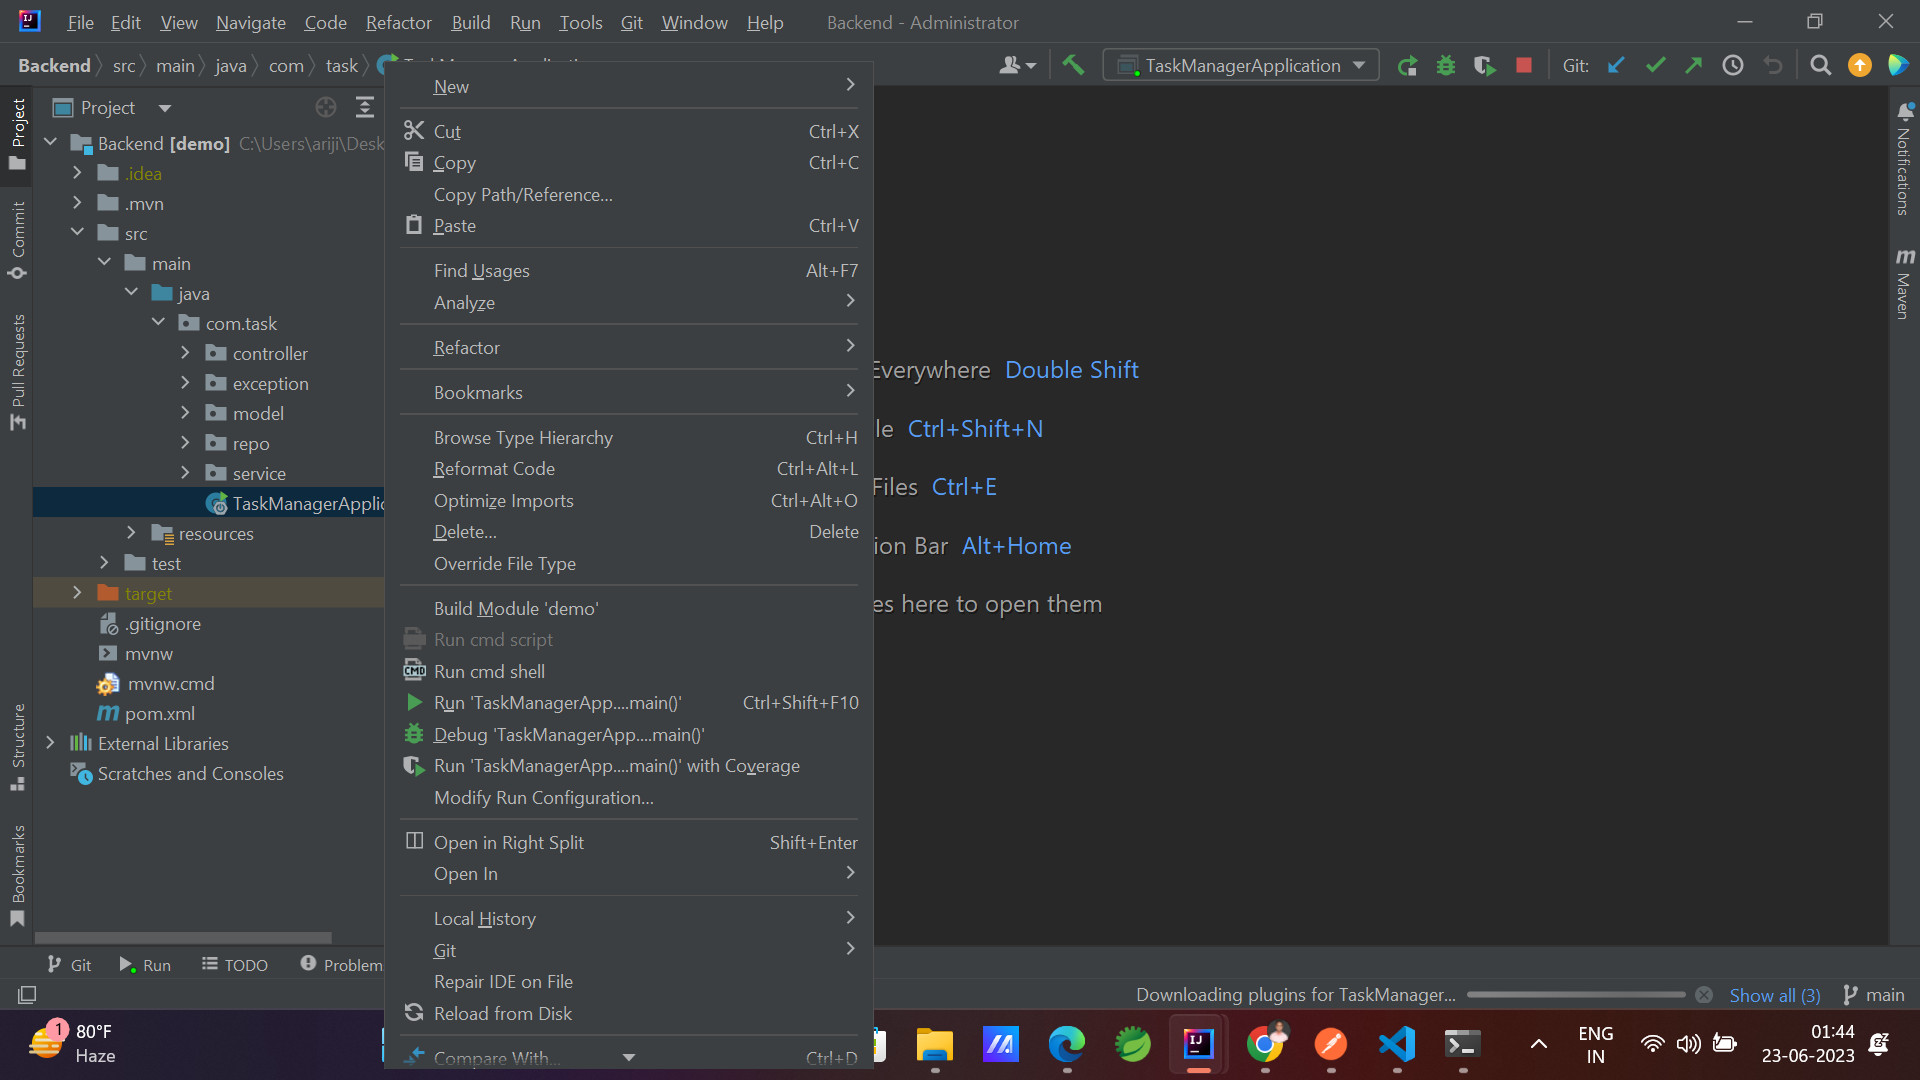 File Edit View Navigate Code Refactor Build Run Tools Git Window Help Backend - Administrator
Backend src main java com task
TaskManagerApplication
Git:
Project
Backend [demo] C:\Users\ariji\Desk
.idea
.mvn
src
main
java
com.task
controller
exception
model
repo
service
TaskManagerApplic
resources
test
target
.gitignore
mvnw
mvnw.cmd
pom.xml
External Libraries
Scratches and Consoles
Project
Commit
Pull Requests
Structure
Bookmarks
New
Cut Ctrl+X
Copy Ctrl+C
Copy Path/Reference...
Paste Ctrl+V
Find Usages Alt+F7
Analyze
Refactor
Bookmarks
Browse Type Hierarchy Ctrl+H
Reformat Code Ctrl+Alt+L
Optimize Imports Ctrl+Alt+O
Delete... Delete
Override File Type
Build Module 'demo'
Run cmd script
CMD Run cmd shell
Run 'TaskManagerApp....main()' Ctrl+Shift+F10
Debug 'TaskManagerApp....main()'
Run 'TaskManagerApp....main()' with Coverage
Modify Run Configuration...
Open in Right Split Shift+Enter
Open In
Local History
Git
Repair IDE on File
Reload from Disk
Compare With... Ctrl+D
Everywhere Double Shift
le Ctrl+Shift+N
Files Ctrl+E
ion Bar Alt+Home
es here to open them
Notifications
m Maven
Git Run TODO Problem
Downloading plugins for TaskManager... Show all (3) main
1 80°F
Haze
IJ
ENG
IN
01:44
23-06-2023